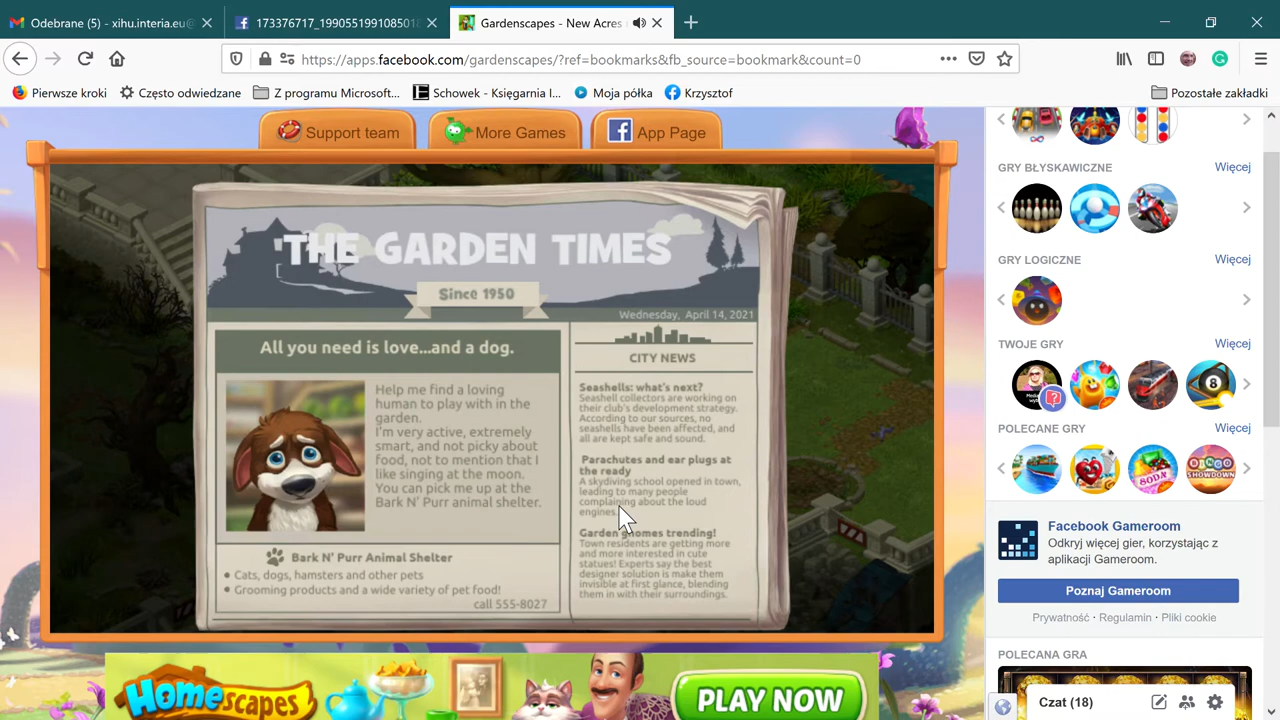 Odebrane (5) - xihu.interia.eu@
173376717_1990551991085018
Gardenscapes - New Acres
https://apps.facebook.com/gardenscapes/?ref=bookmarks&fb_source=bookmark&count=0
Pierwsze kroki
Często odwiedzane
Z programu Microsoft...
Schowek - Księgarnia I...
Moja półka
Krzysztof
Pozostałe zakładki
Support team
More Games
App Page
THE GARDEN TIMES
Since 1950
Wednesday, April 14, 2021
All you need is love...and a dog.
Help me find a loving
human to play with in the
garden.
I'm very active, extremely
smart, and not picky about
food, not to mention that I
like singing at the moon.
You can pick me up at the
Bark N' Purr animal shelter.
Bark N' Purr Animal Shelter
• Cats, dogs, hamsters and other pets
• Grooming products and a wide variety of pet food!
call 555-8027
CITY NEWS
Seashells: what's next?
Seashell collectors are working on
their club's development strategy.
According to our sources, no
seashells have been affected, and
all are kept safe and sound.
Parachutes and ear plugs at
the ready
A skydiving school opened in town,
leading to many people
complaining about the loud
engines.
Garden gnomes trending!
Town residents are getting more
and more interested in cute
statues! Experts say the best
designer solution is make them
invisible at first glance, blending
them in with their surroundings.
Homescapes
PLAY NOW
GRY BŁYSKAWICZNE
Więcej
GRY LOGICZNE
Więcej
TWOJE GRY
Więcej
8
POLECANE GRY
Więcej
BINGO
SHOWDOWN
Facebook Gameroom
Odkryj więcej gier, korzystając z
aplikacji Gameroom.
Poznaj Gameroom
Prywatność · Regulamin · Pliki cookie
POLECANA GRA
Czat (18)